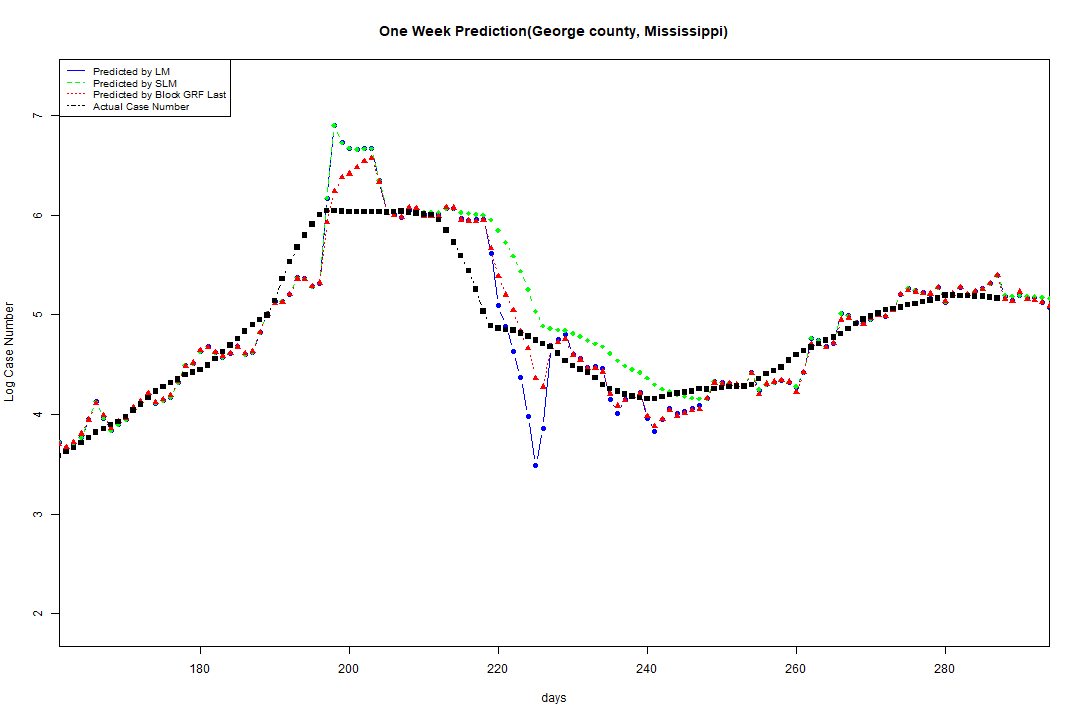 One Week Prediction(George county, Mississippi)
Predicted by LM
Predicted by SLM
Predicted by Block GRF Last
Actual Case Number
7
6
5
4
3
2
Log Case Number
180 200 220 240 260 280
days